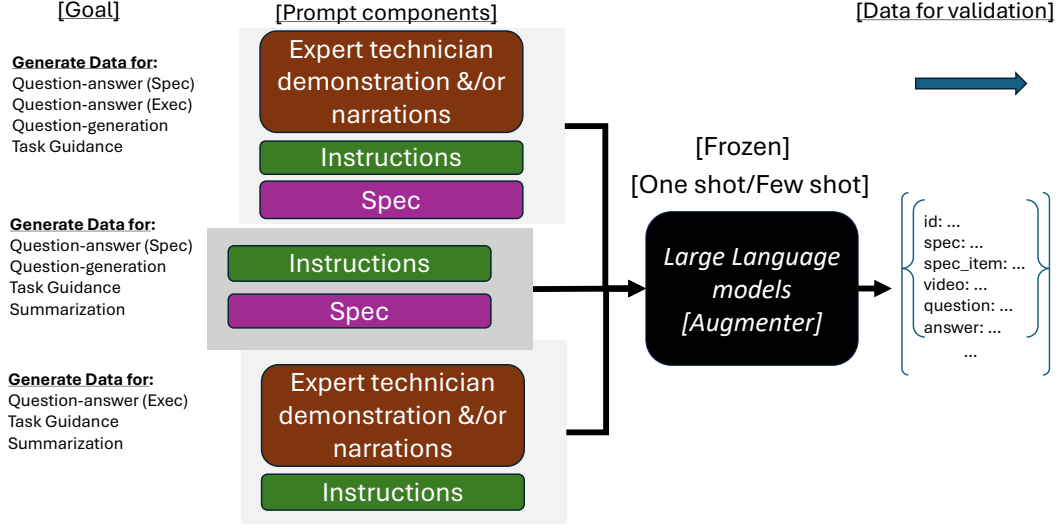 [Goal]
[Prompt components]
[Data for validation]
Generate Data for:
Question-answer (Spec)
Question-answer (Exec)
Question-generation
Task Guidance
Expert technician
demonstration &/or
narrations
Instructions
Spec
Generate Data for:
Question-answer (Spec)
Question-generation
Task Guidance
Summarization
Instructions
Spec
Generate Data for:
Question-answer (Exec)
Task Guidance
Summarization
Expert technician
demonstration &/or
narrations
Instructions
[Frozen]
[One shot/Few shot]
Large Language
models
[Augmenter]
id: ...
spec: ...
spec_item: ...
video: ...
question: ...
answer: ...
...